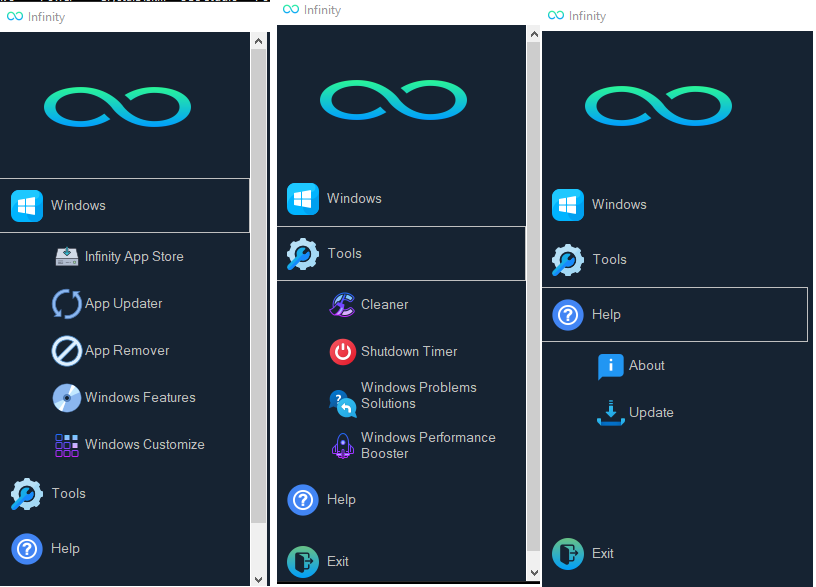 Infinity
Windows
Infinity App Store
App Updater
App Remover
Windows Features
Windows Customize
Tools
Help
Infinity
Windows
Tools
Cleaner
Shutdown Timer
Windows Problems
Solutions
Windows Performance
Booster
Help
Exit
Infinity
Windows
Tools
Help
About
Update
Exit